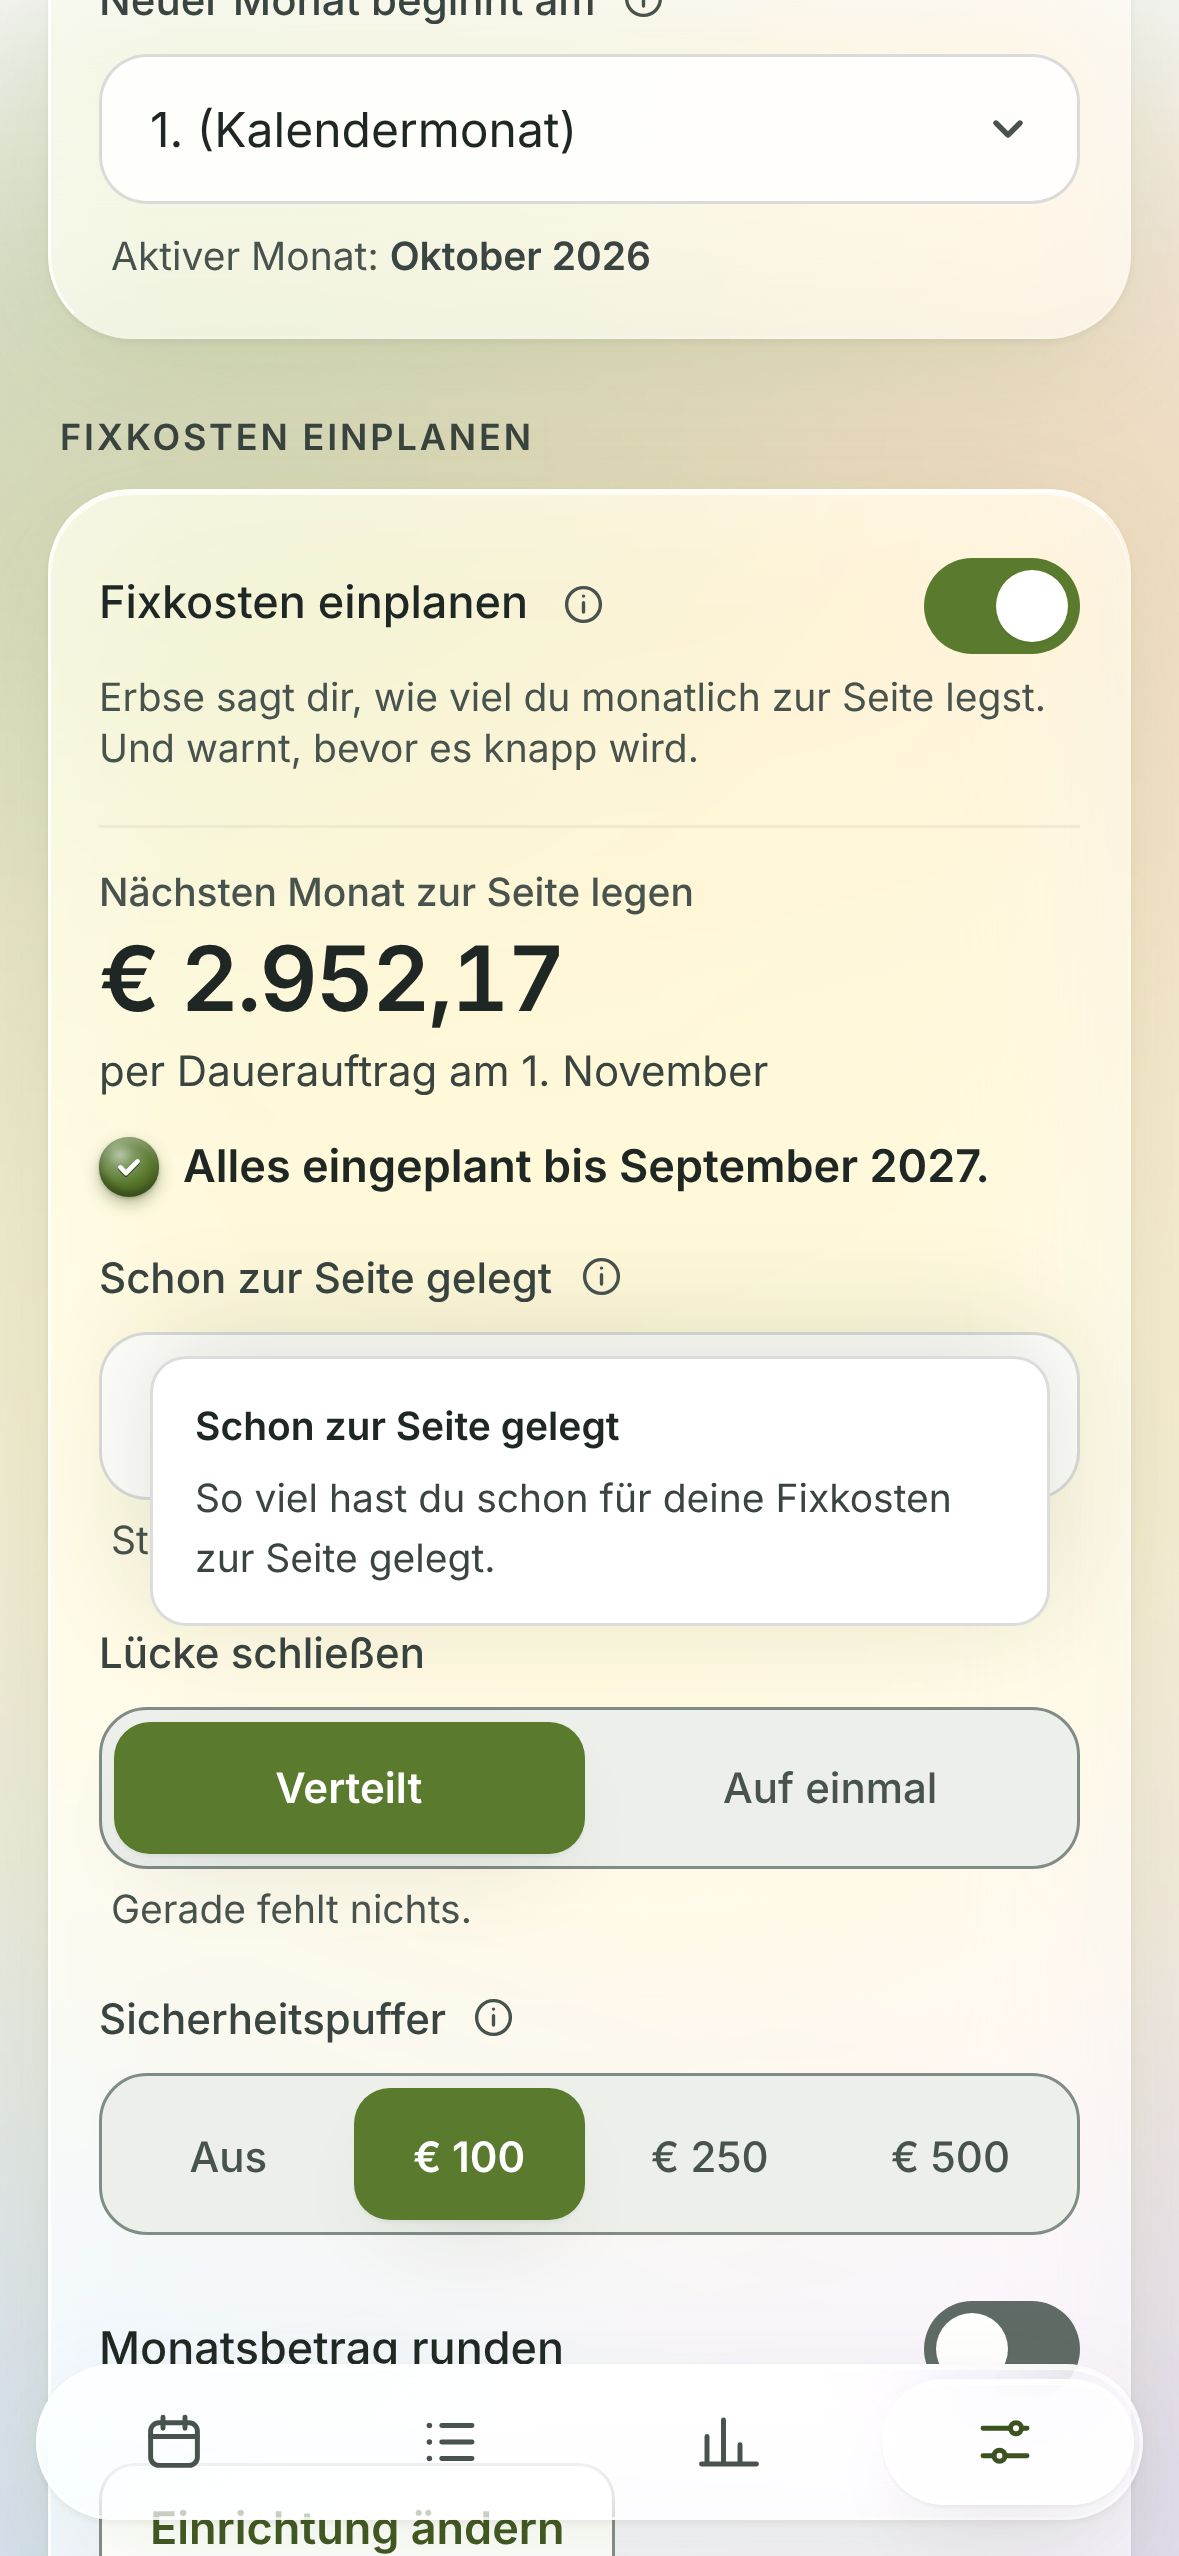 Neuer Monat beginnt am
1. (Kalendermonat)
Aktiver Monat: Oktober 2026
FIXKOSTEN EINPLANEN
Fixkosten einplanen
Erbse sagt dir, wie viel du monatlich zur Seite legst.
Und warnt, bevor es knapp wird.
Nächsten Monat zur Seite legen
€ 2.952,17
per Dauerauftrag am 1. November
Alles eingeplant bis September 2027.
Schon zur Seite gelegt
Schon zur Seite gelegt
So viel hast du schon für deine Fixkosten
zur Seite gelegt.
St
Lücke schließen
Verteilt
Auf einmal
Gerade fehlt nichts.
Sicherheitspuffer
Aus
€ 100
€ 250
€ 500
Monatsbetrag runden
Einrichtung ändern